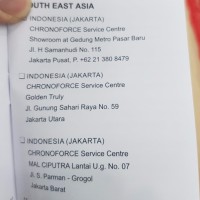 SOUTH EAST ASIA
INDONESIA (JAKARTA)
CHRONOFORCE Service Centre
Showroom at Gedung Metro Pasar Baru
Jl. H Samanhudi No. 115
Jakarta Pusat. P. +62 21 380 8479
INDONESIA (JAKARTA)
CHRONOFORCE Service Centre
Golden Truly
Jl. Gunung Sahari Raya No. 59
Jakarta Utara
INDONESIA (JAKARTA)
CHRONOFORCE Service Centre
MAL CIPUTRA Lantai U.g. No. 07
Jl. S. Parman - Grogol
Jakarta Barat